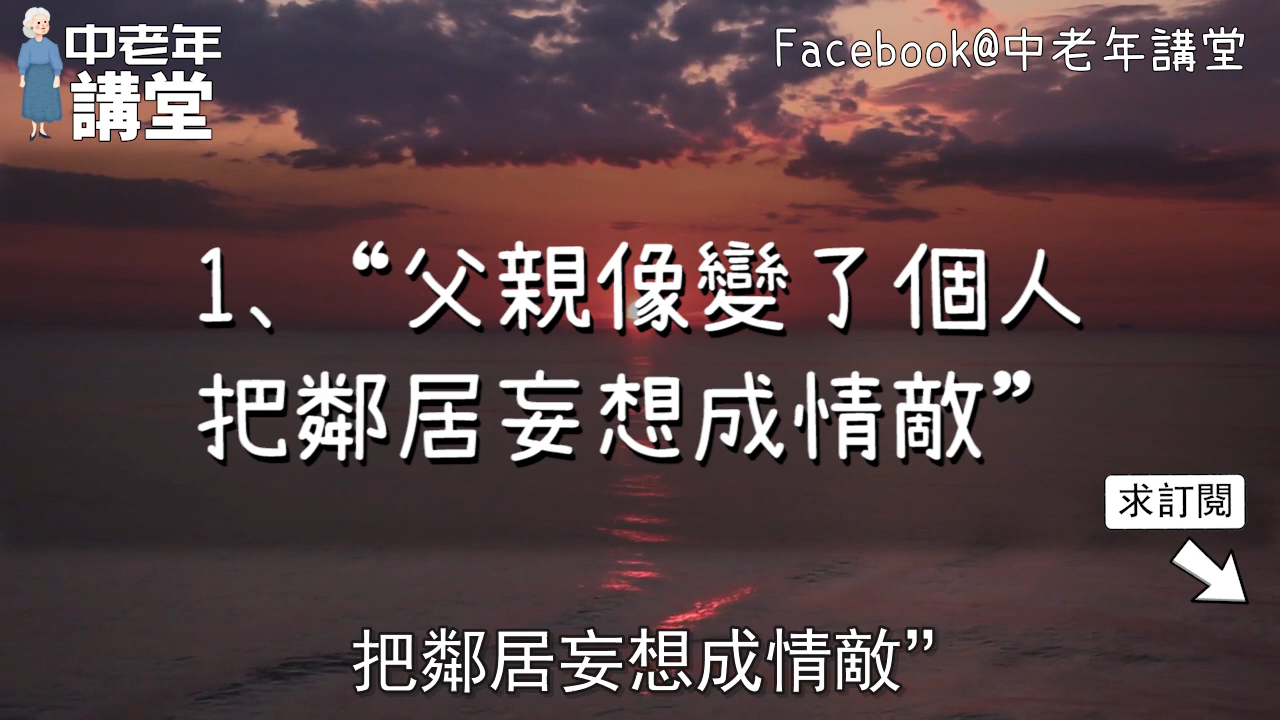 中老年
講堂
Facebook@中老年講堂
1、“父親像變了個人
把鄰居妄想成情敵”
求訂閱
把鄰居妄想成情敵”